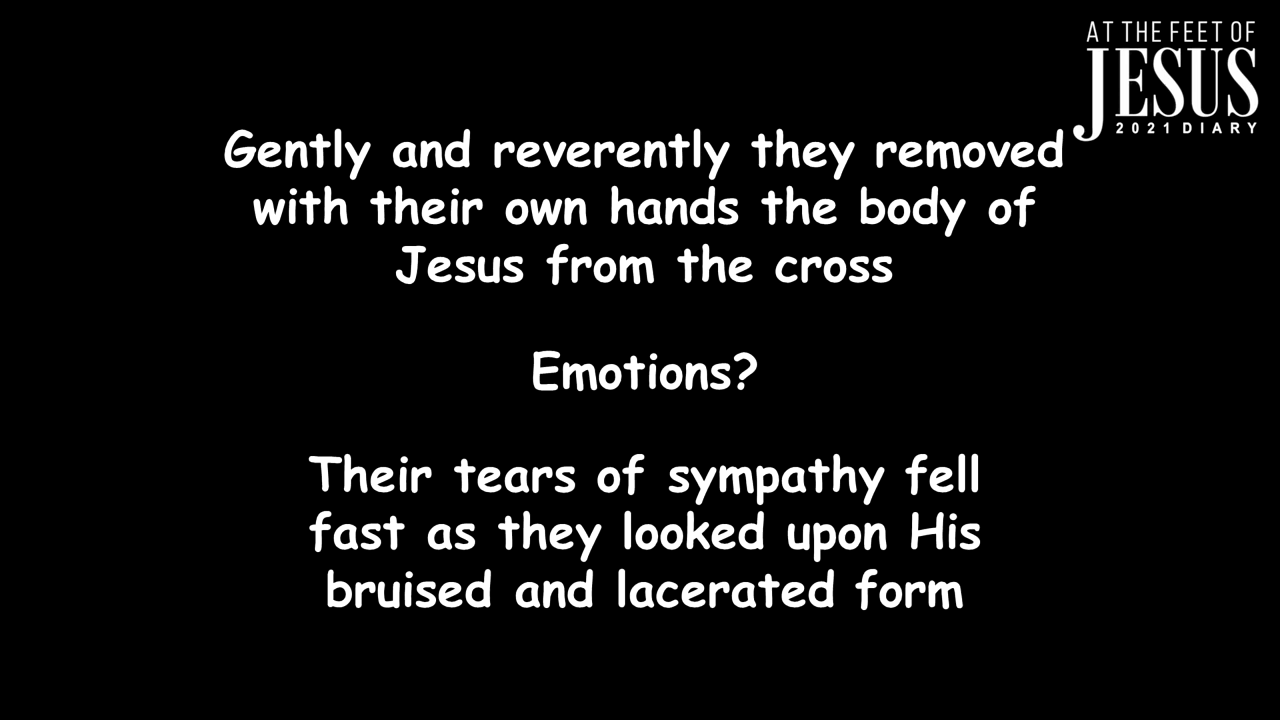 AT THE FEET OF
JESUS
2021 DIARY
Gently and reverently they removed
with their own hands the body of
Jesus from the cross
Emotions?
Their tears of sympathy fell
fast as they looked upon His
bruised and lacerated form